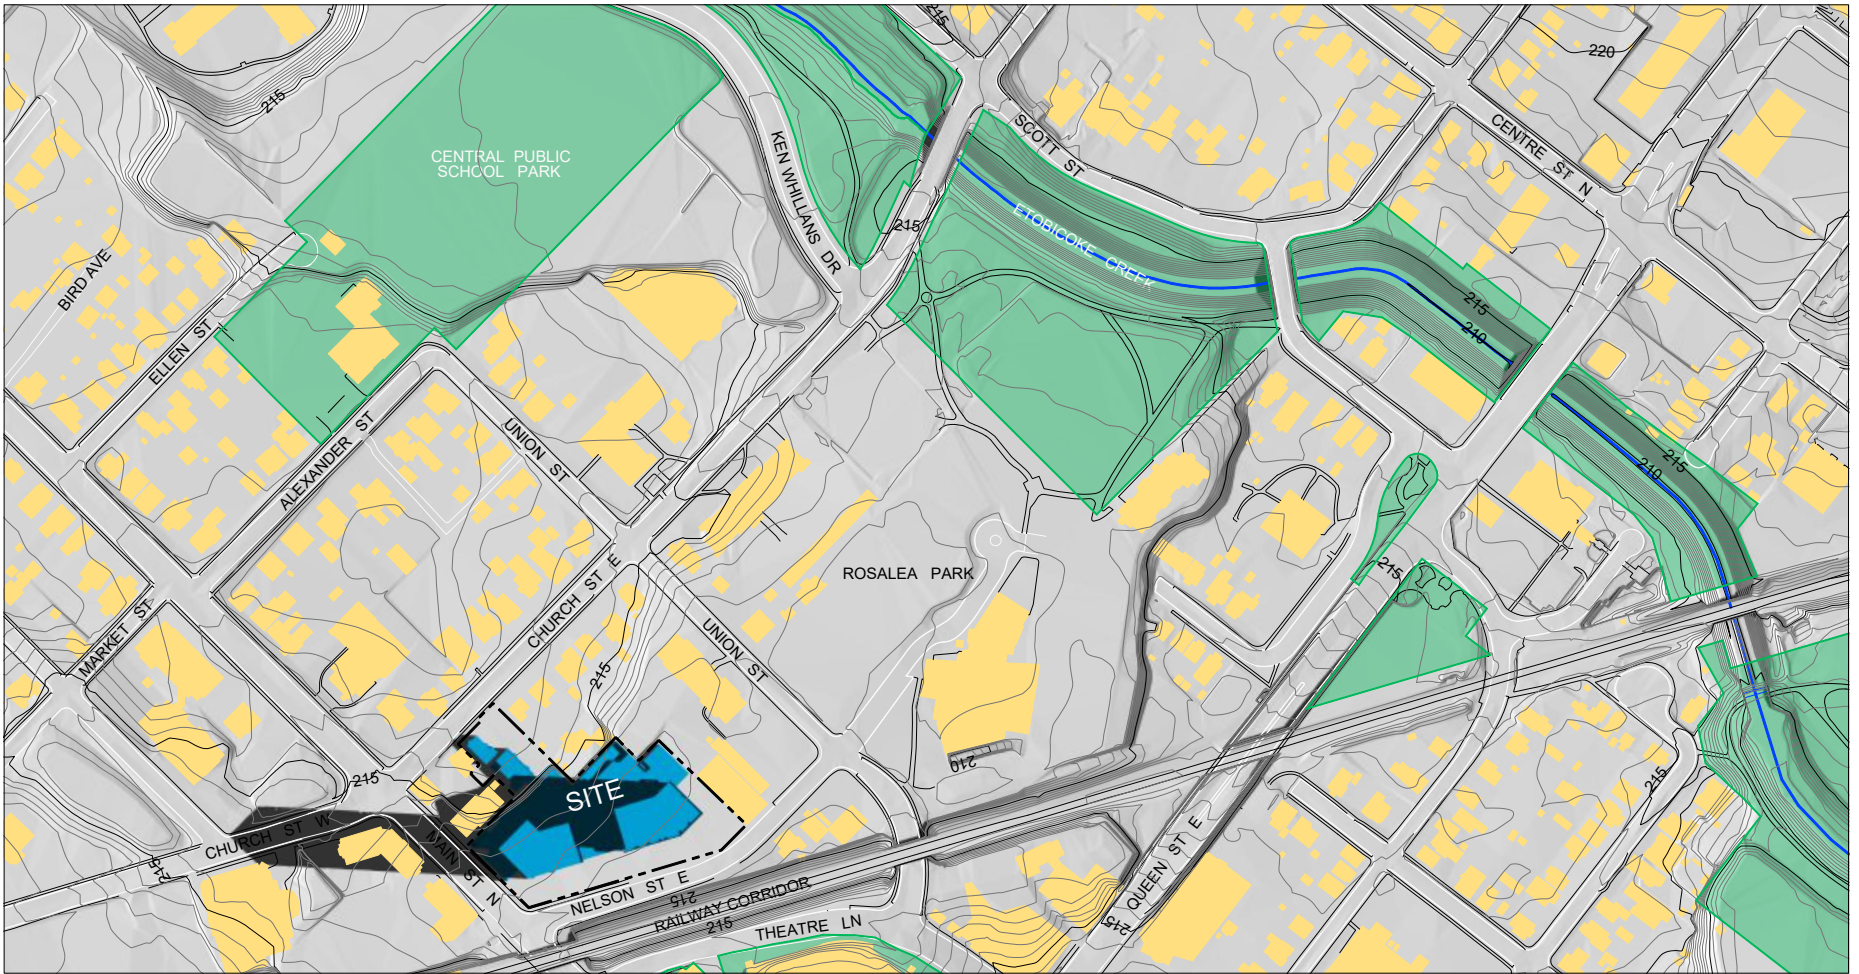 215
220
215
CENTRAL PUBLIC
SCHOOL PARK
KEN WHILLANS DR
SCOTT ST
CENTRE ST N
215
ETOBICOKE CREEK
BIRD AVE
ELLEN ST
215
210
ALEXANDER ST
UNION ST
215
210
ROSALEA PARK
215
CHURCH ST E
MARKET ST
UNION ST
215
215
215
210
SITE
CHURCH ST W
MAIN ST N
215
NELSON ST E
215
RAILWAY CORRIDOR
215
THEATRE LN
QUEEN ST E
215